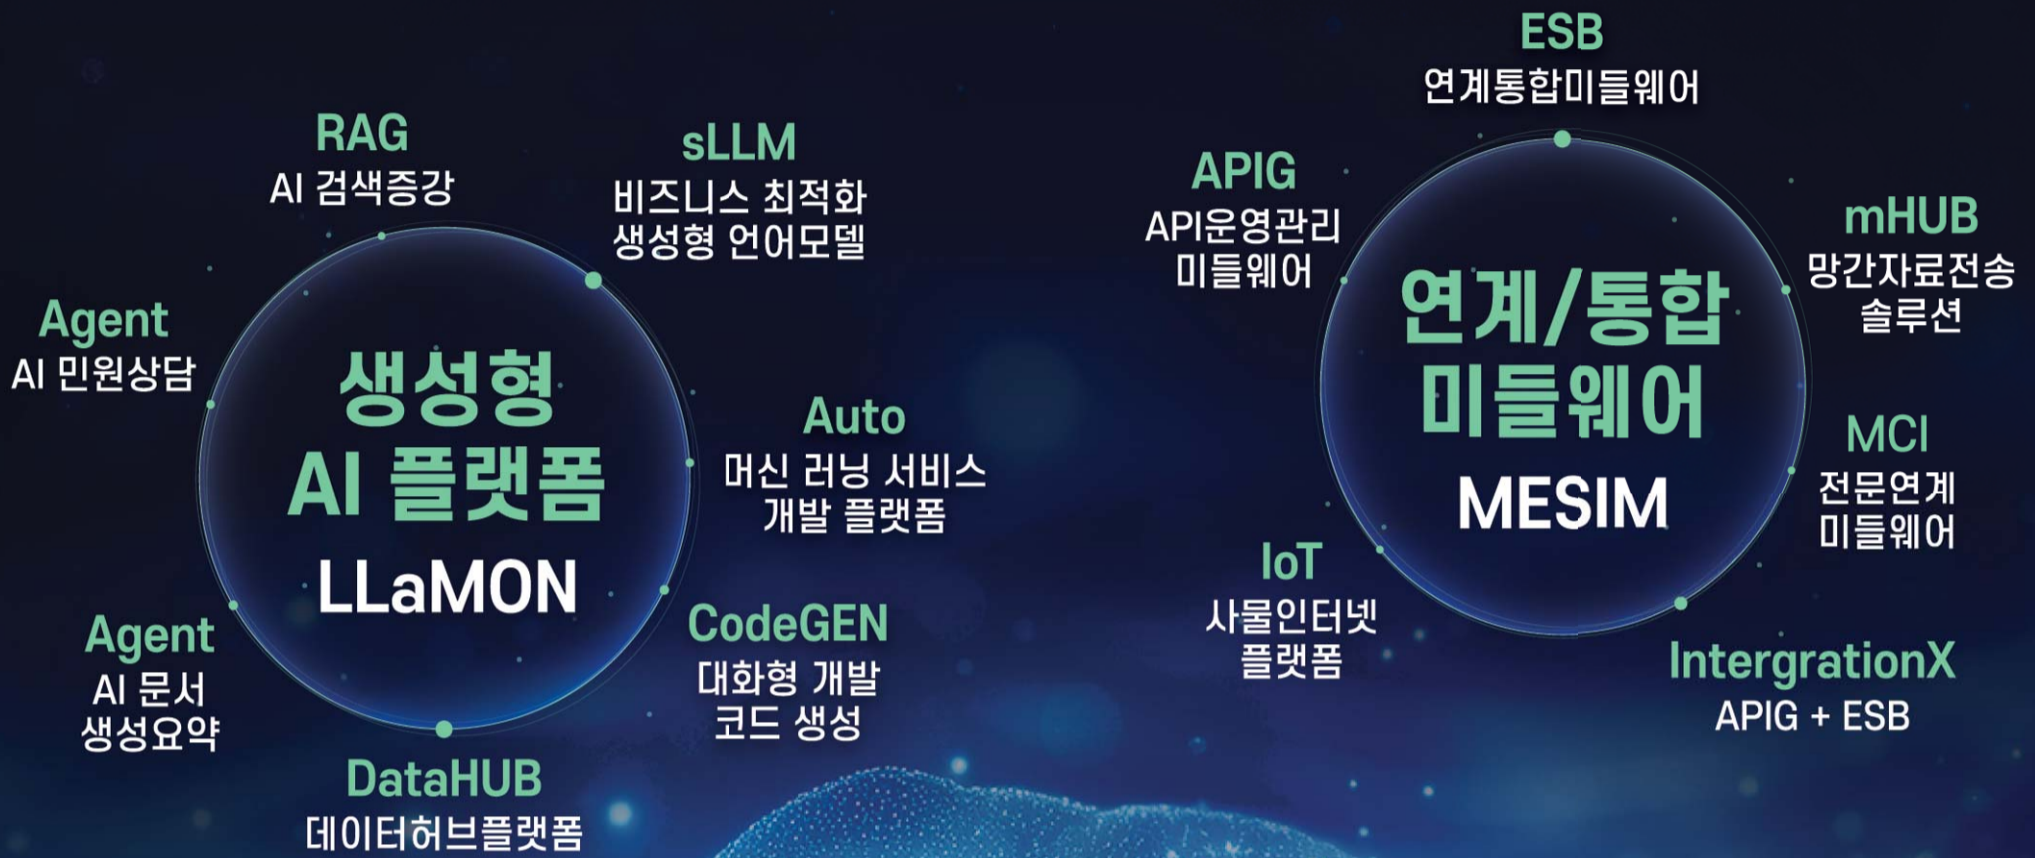 RAG
AI 검색증강
sLLM
비즈니스 최적화
생성형 언어모델
Agent
AI 민원상담
생성형
AI 플랫폼
LLaMON
Auto
머신 러닝 서비스
개발 플랫폼
Agent
AI 문서
생성요약
CodeGEN
대화형 개발
코드 생성
DataHUB
데이터허브플랫폼
ESB
연계통합미들웨어
APIG
API운영관리
미들웨어
mHUB
망간자료전송
솔루션
연계/통합
미들웨어
MESIM
MCI
전문연계
미들웨어
IoT
사물인터넷
플랫폼
IntergrationX
APIG + ESB